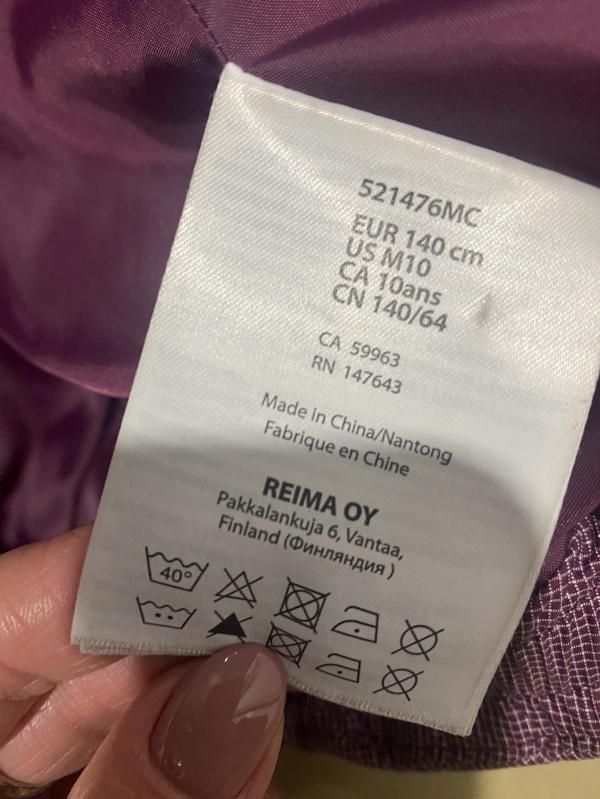 521476MC
EUR 140 cm
US M10
CA 10ans
CN 140/64
CA 59963
RN 147643
Made in China/Nantong
Fabrique en Chine
REIMA OY
Pakkalankuja 6, Vantaa,
Finland (Финляндия )
40°